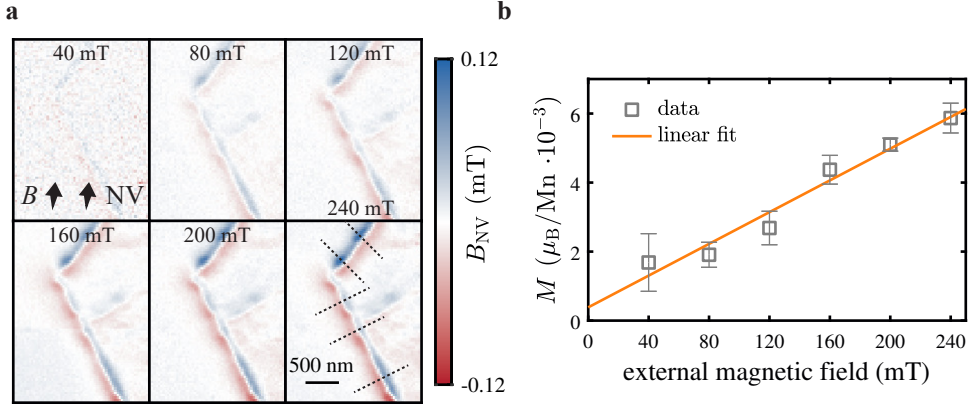 a
40 mT
80 mT
120 mT
B
NV
160 mT
200 mT
240 mT
500 nm
0.12
B_NV (mT)
-0.12
b
M (μ_B/Mn ·10⁻³)
6
4
2
0
data
linear fit
0 40 80 120 160 200 240
external magnetic field (mT)